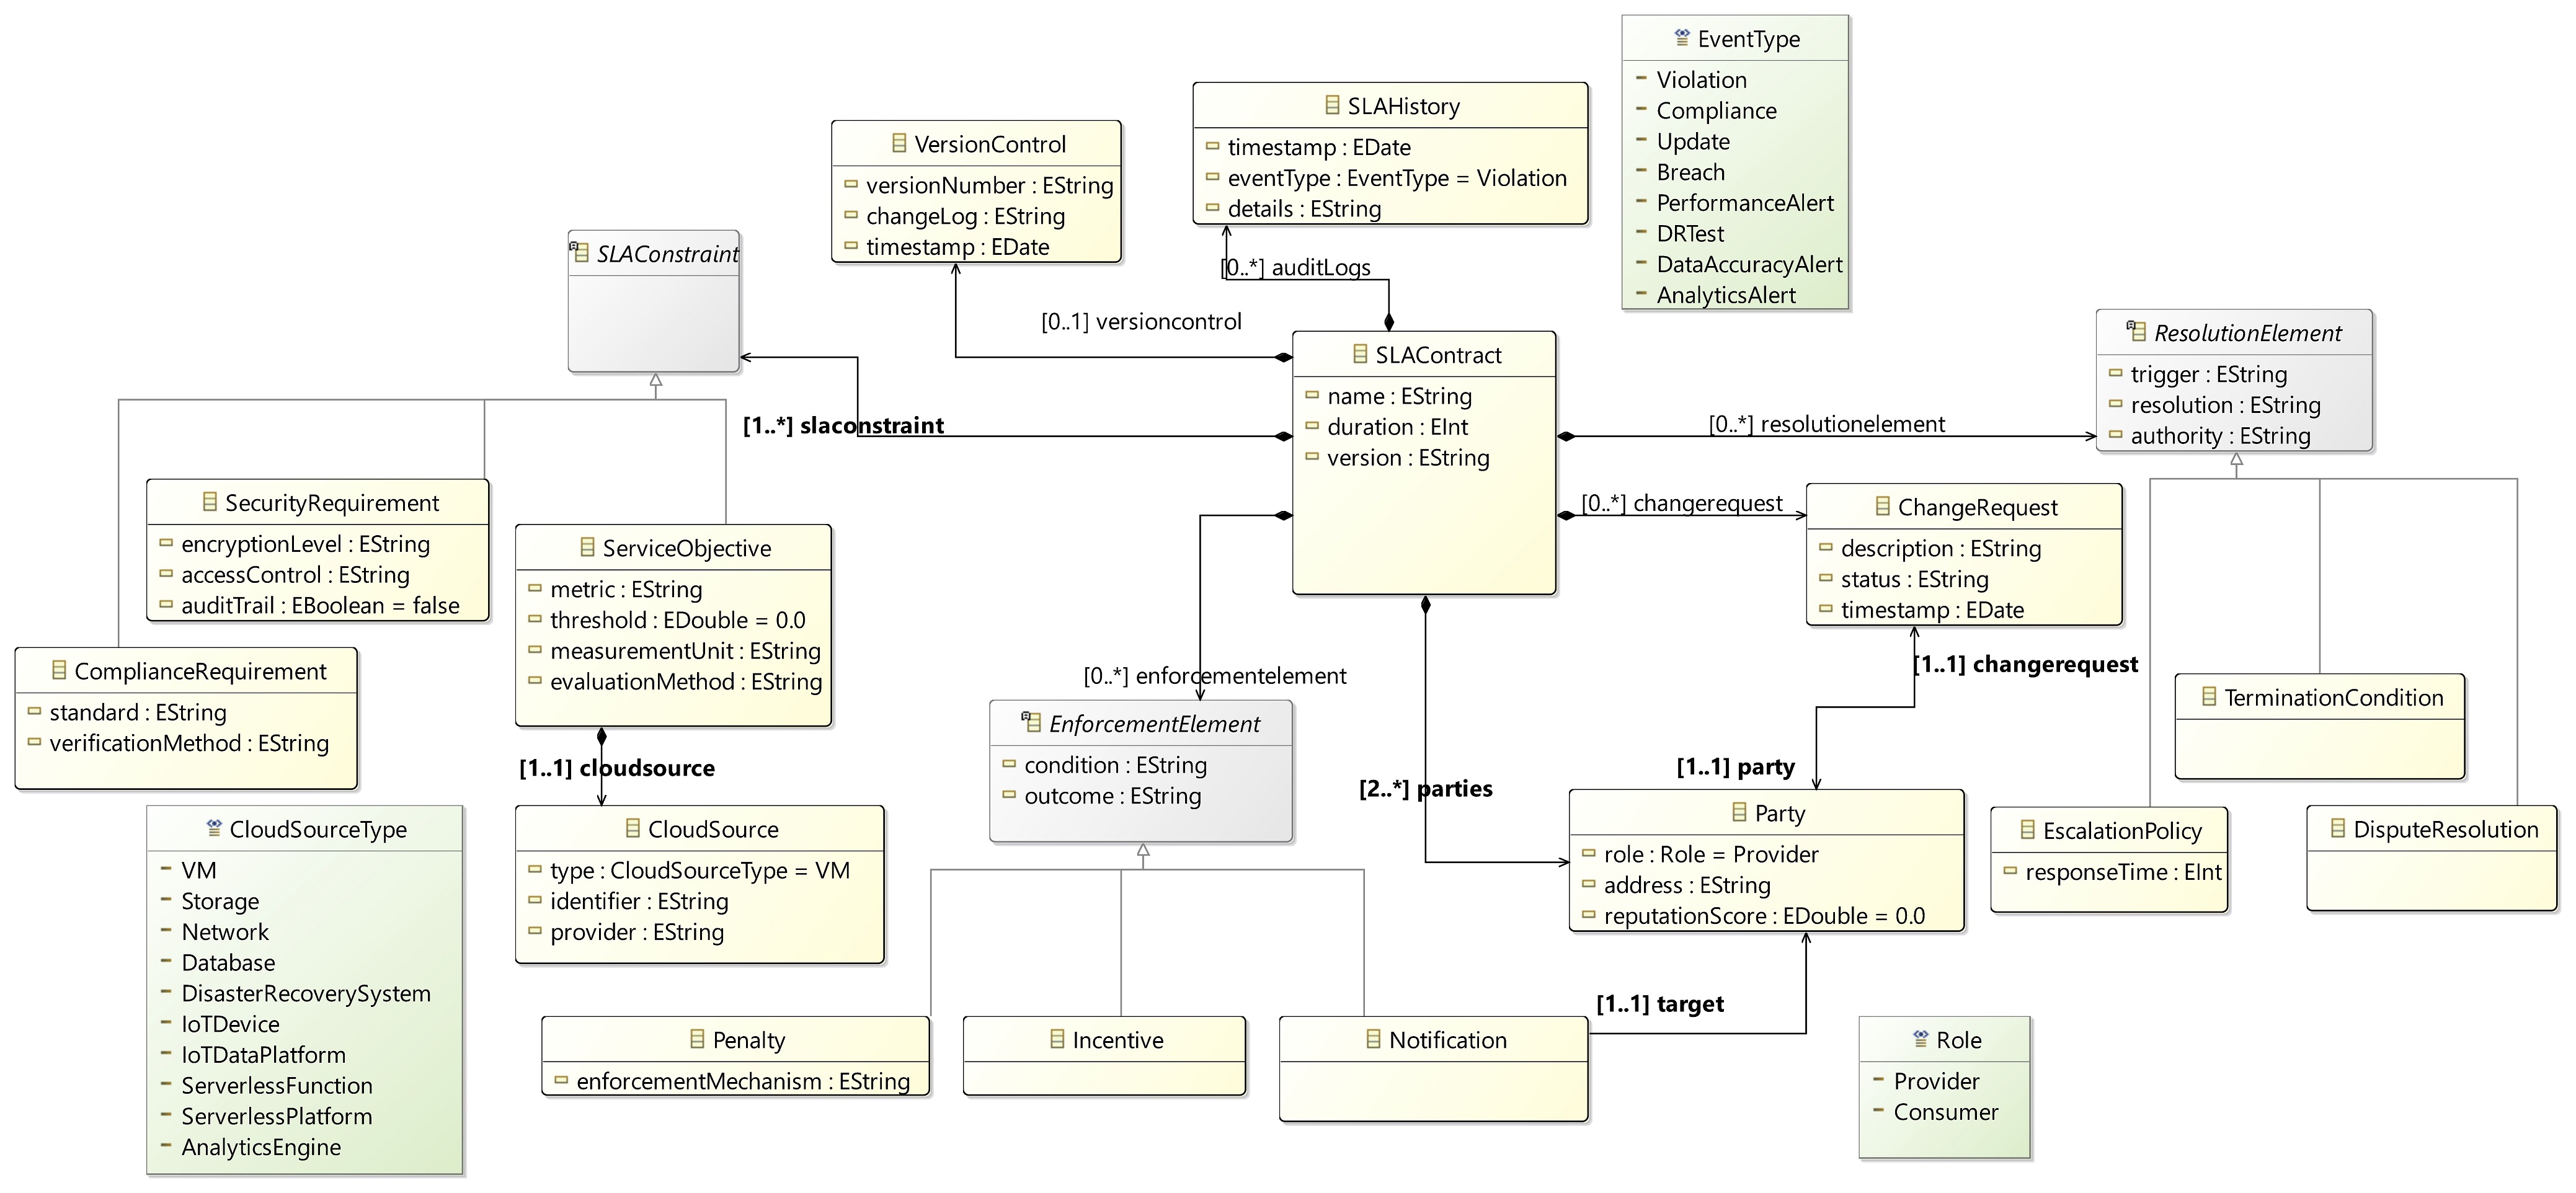 EventType
Violation
Compliance
Update
Breach
PerformanceAlert
DRTest
DataAccuracyAlert
AnalyticsAlert
SLAHistory
timestamp : EDate
eventType : EventType = Violation
details : EString
VersionControl
versionNumber : EString
changeLog : EString
timestamp : EDate
SLAConstraint
[0..*] auditLogs
[0..1] versioncontrol
SLAContract
name : EString
duration : EInt
version : EString
ResolutionElement
trigger : EString
resolution : EString
authority : EString
[1..*] slaconstraint
[0..*] resolutionelement
SecurityRequirement
encryptionLevel : EString
accessControl : EString
auditTrail : EBoolean = false
ServiceObjective
metric : EString
threshold : EDouble = 0.0
measurementUnit : EString
evaluationMethod : EString
[0..*] changerequest
ChangeRequest
description : EString
status : EString
timestamp : EDate
ComplianceRequirement
standard : EString
verificationMethod : EString
[0..*] enforcementelement
[1..1] changerequest
EnforcementElement
condition : EString
outcome : EString
TerminationCondition
[1..1] cloudsource
[2..*] parties
[1..1] party
CloudSourceType
VM
Storage
Network
Database
DisasterRecoverySystem
IoTDevice
IoTDataPlatform
ServerlessFunction
ServerlessPlatform
AnalyticsEngine
CloudSource
type : CloudSourceType = VM
identifier : EString
provider : EString
Party
role : Role = Provider
address : EString
reputationScore : EDouble = 0.0
EscalationPolicy
responseTime : EInt
DisputeResolution
[1..1] target
Penalty
enforcementMechanism : EString
Incentive
Notification
Role
Provider
Consumer